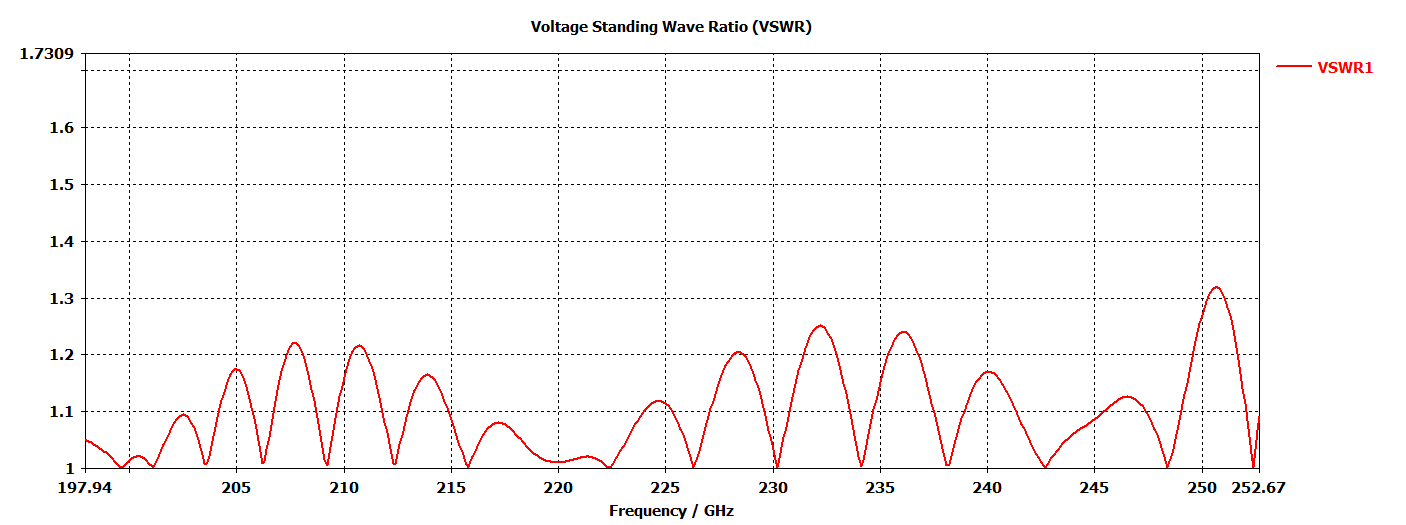 Voltage Standing Wave Ratio (VSWR)
1.7309
VSWR1
1.6
1.5
1.4
1.3
1.2
1.1
1
197.94 205 210 215 220 225 230 235 240 245 250 252.67
Frequency / GHz